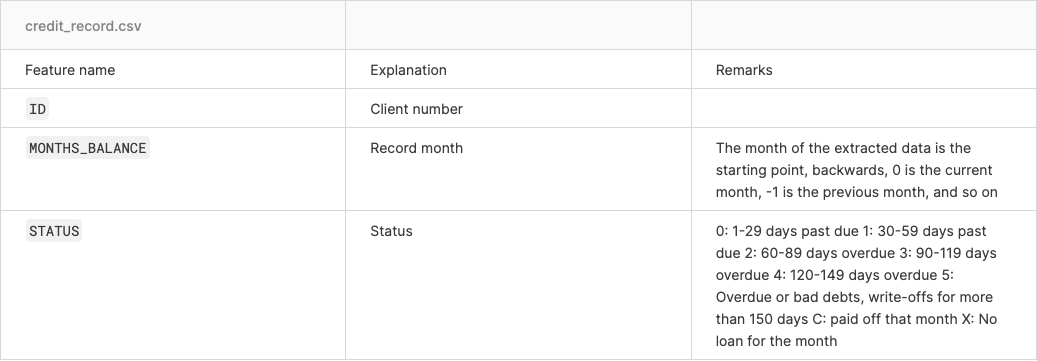 credit_record.csv
Feature name Explanation Remarks
ID Client number
MONTHS_BALANCE Record month The month of the extracted data is the
starting point, backwards, 0 is the current
month, -1 is the previous month, and so on
STATUS Status 0: 1-29 days past due 1: 30-59 days past
due 2: 60-89 days overdue 3: 90-119 days
overdue 4: 120-149 days overdue 5:
Overdue or bad debts, write-offs for more
than 150 days C: paid off that month X: No
loan for the month